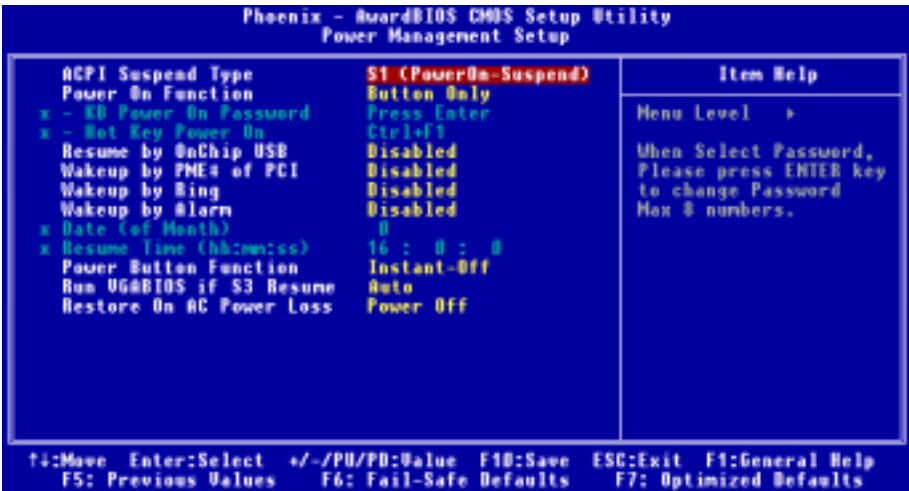 Phoenix - AwardBIOS CMOS Setup Utility
Power Management Setup
ACPI Suspend Type S1 (PowerOn-Suspend)
Power On Function Button Only
x - KB Power On Password Press Enter
x - Hot Key Power On Ctrl+F1
Resume by OnChip USB Disabled
Wakeup by PME# of PCI Disabled
Wakeup by Ring Disabled
Wakeup by Alarm Disabled
x Date (of Month) 0
x Resume Time (hh:mm:ss) 16 : 0 : 0
Power Button Function Instant-Off
Run VGABIOS if S3 Resume Auto
Restore On AC Power Loss Power Off
Item Help
Menu Level ▸
When Select Password,
Please press ENTER key
to change Password
Max 8 numbers.
↑↓:Move Enter:Select +/-/PU/PD:Value F10:Save ESC:Exit F1:General Help
F5: Previous Values F6: Fail-Safe Defaults F7: Optimized Defaults